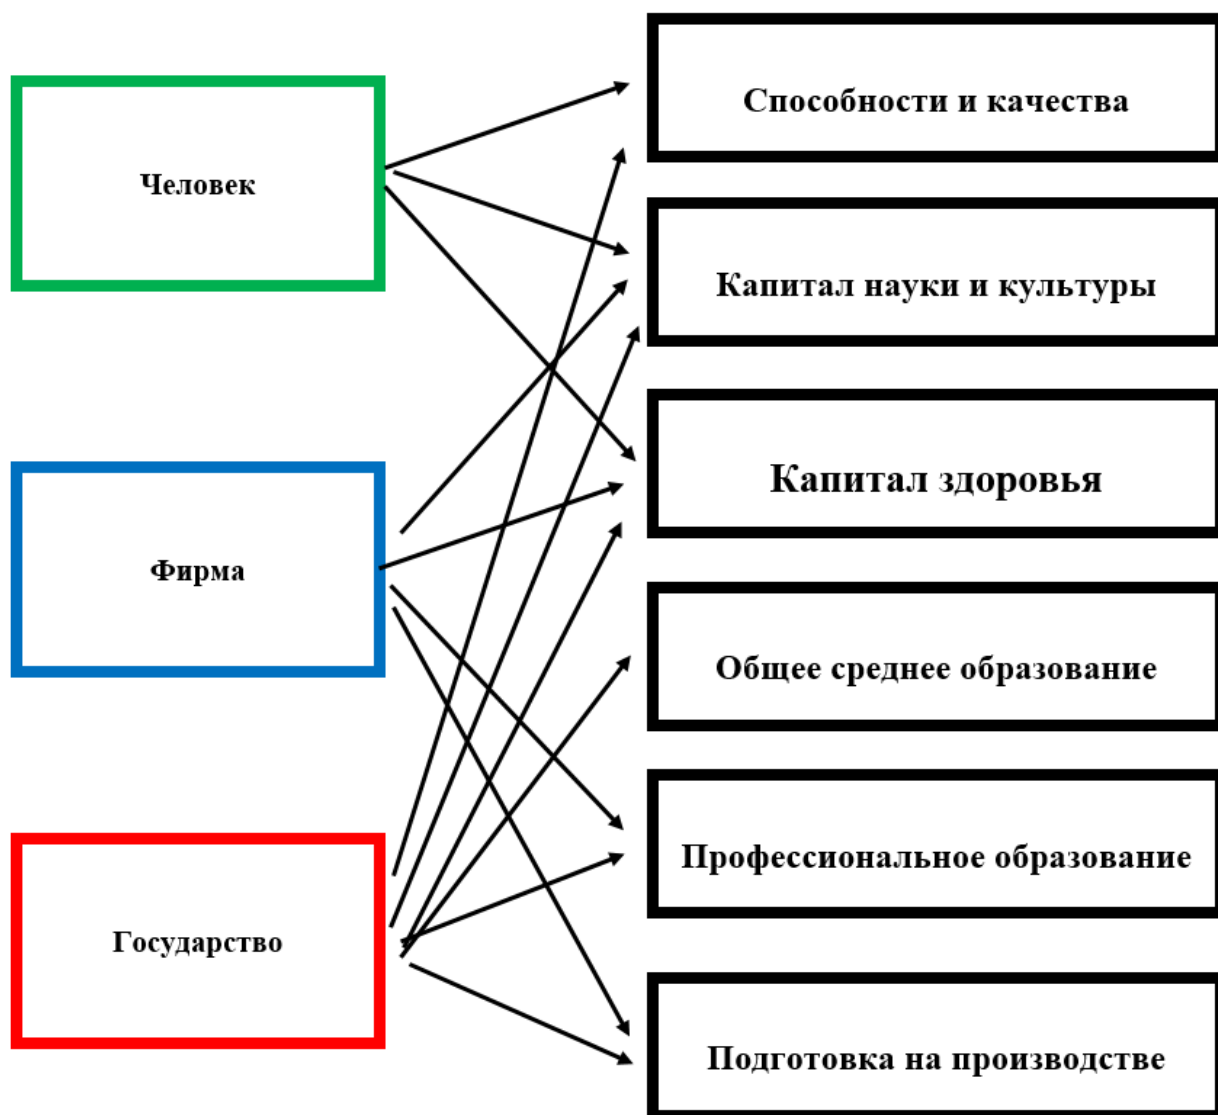 Человек
Фирма
Государство
Способности и качества
Капитал науки и культуры
Капитал здоровья
Общее среднее образование
Профессиональное образование
Подготовка на производстве